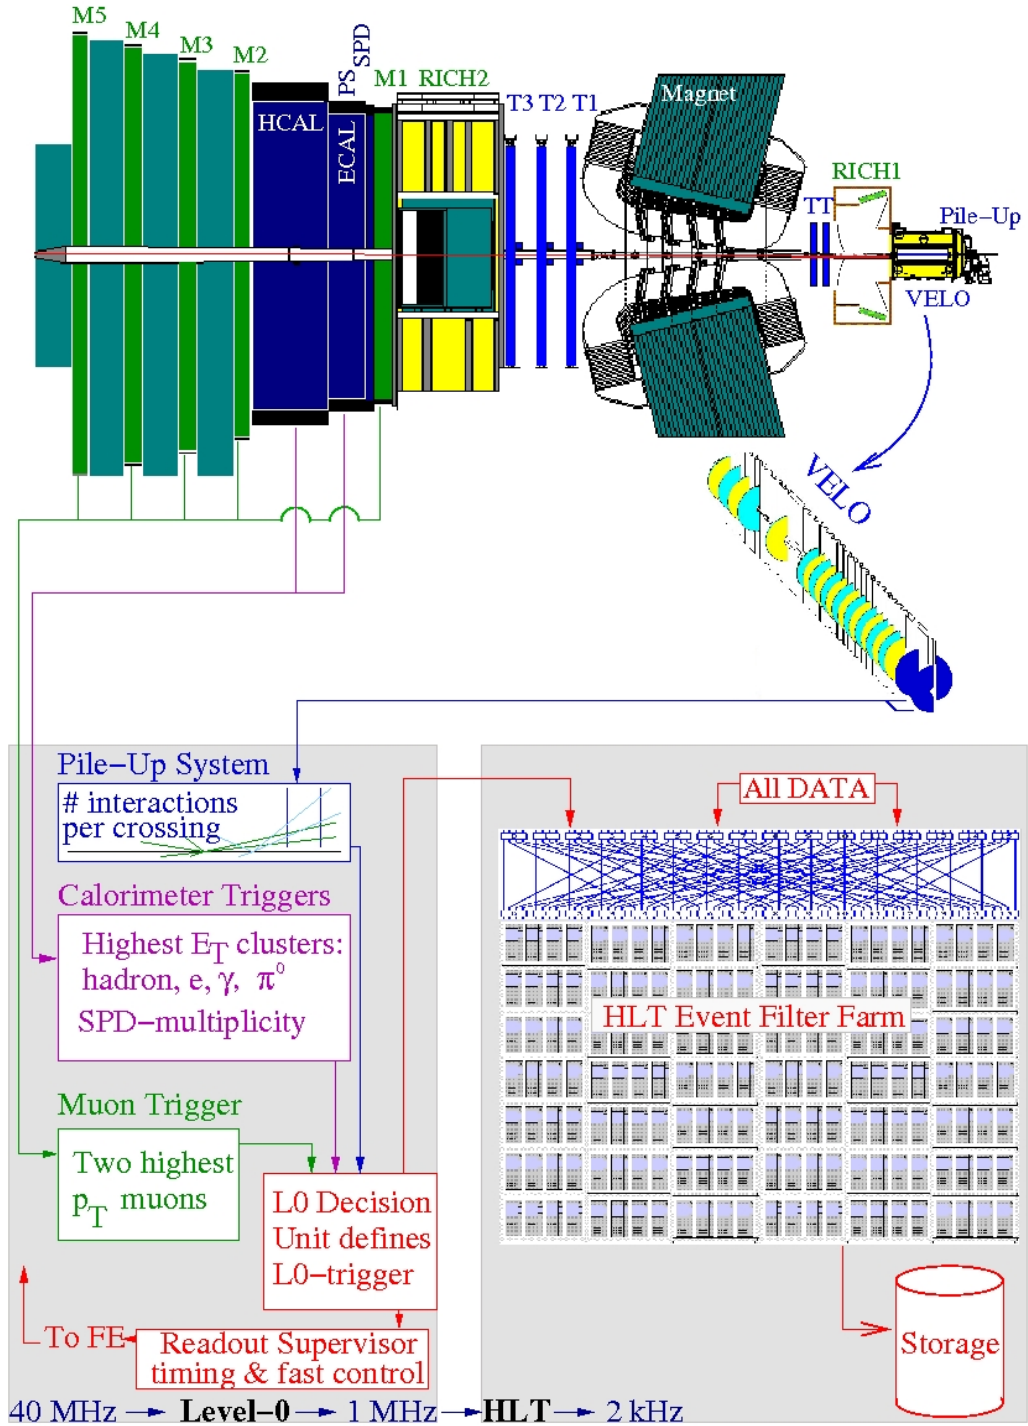 M5
M4
M3
M2
HCAL
PS
SPD
ECAL
M1 RICH2
T3 T2 T1
Magnet
RICH1
TT
Pile-Up
VELO
VELO
Pile-Up System
# interactions
per crossing
Calorimeter Triggers
Highest ET clusters:
hadron, e, γ, π0
SPD-multiplicity
Muon Trigger
Two highest
pT muons
L0 Decision
Unit defines
L0-trigger
To FE
Readout Supervisor
timing & fast control
All DATA
HLT Event Filter Farm
Storage
40 MHz → Level-0 → 1 MHz → HLT → 2 kHz